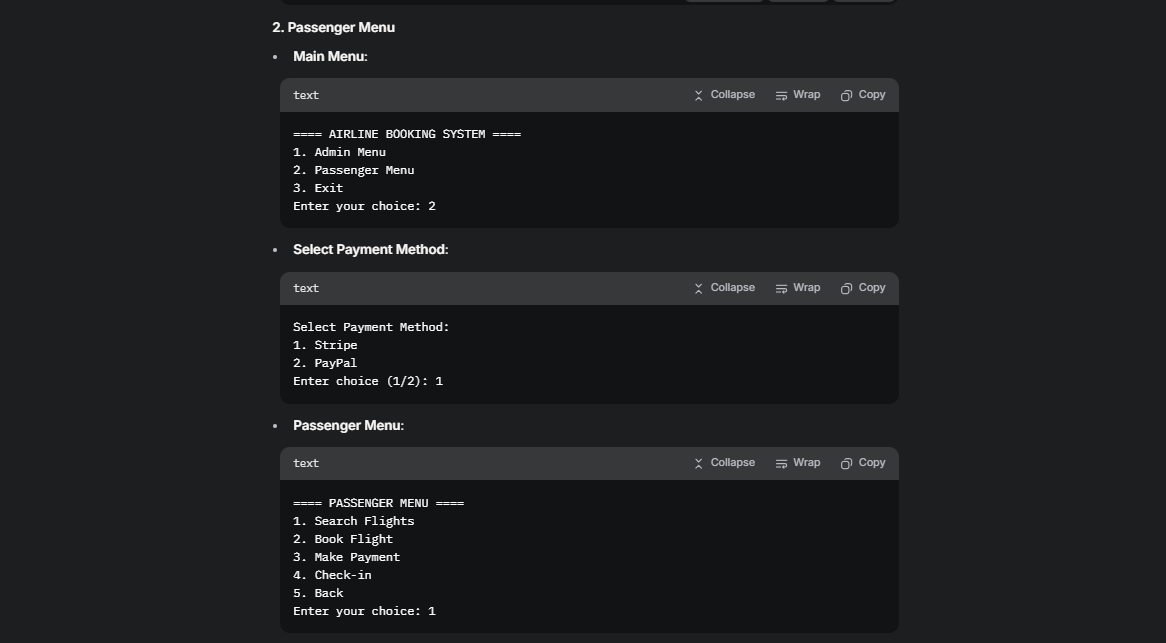 2. Passenger Menu
• Main Menu:
text Collapse Wrap Copy
==== AIRLINE BOOKING SYSTEM ====
1. Admin Menu
2. Passenger Menu
3. Exit
Enter your choice: 2
• Select Payment Method:
text Collapse Wrap Copy
Select Payment Method:
1. Stripe
2. PayPal
Enter choice (1/2): 1
• Passenger Menu:
text Collapse Wrap Copy
==== PASSENGER MENU ====
1. Search Flights
2. Book Flight
3. Make Payment
4. Check-in
5. Back
Enter your choice: 1